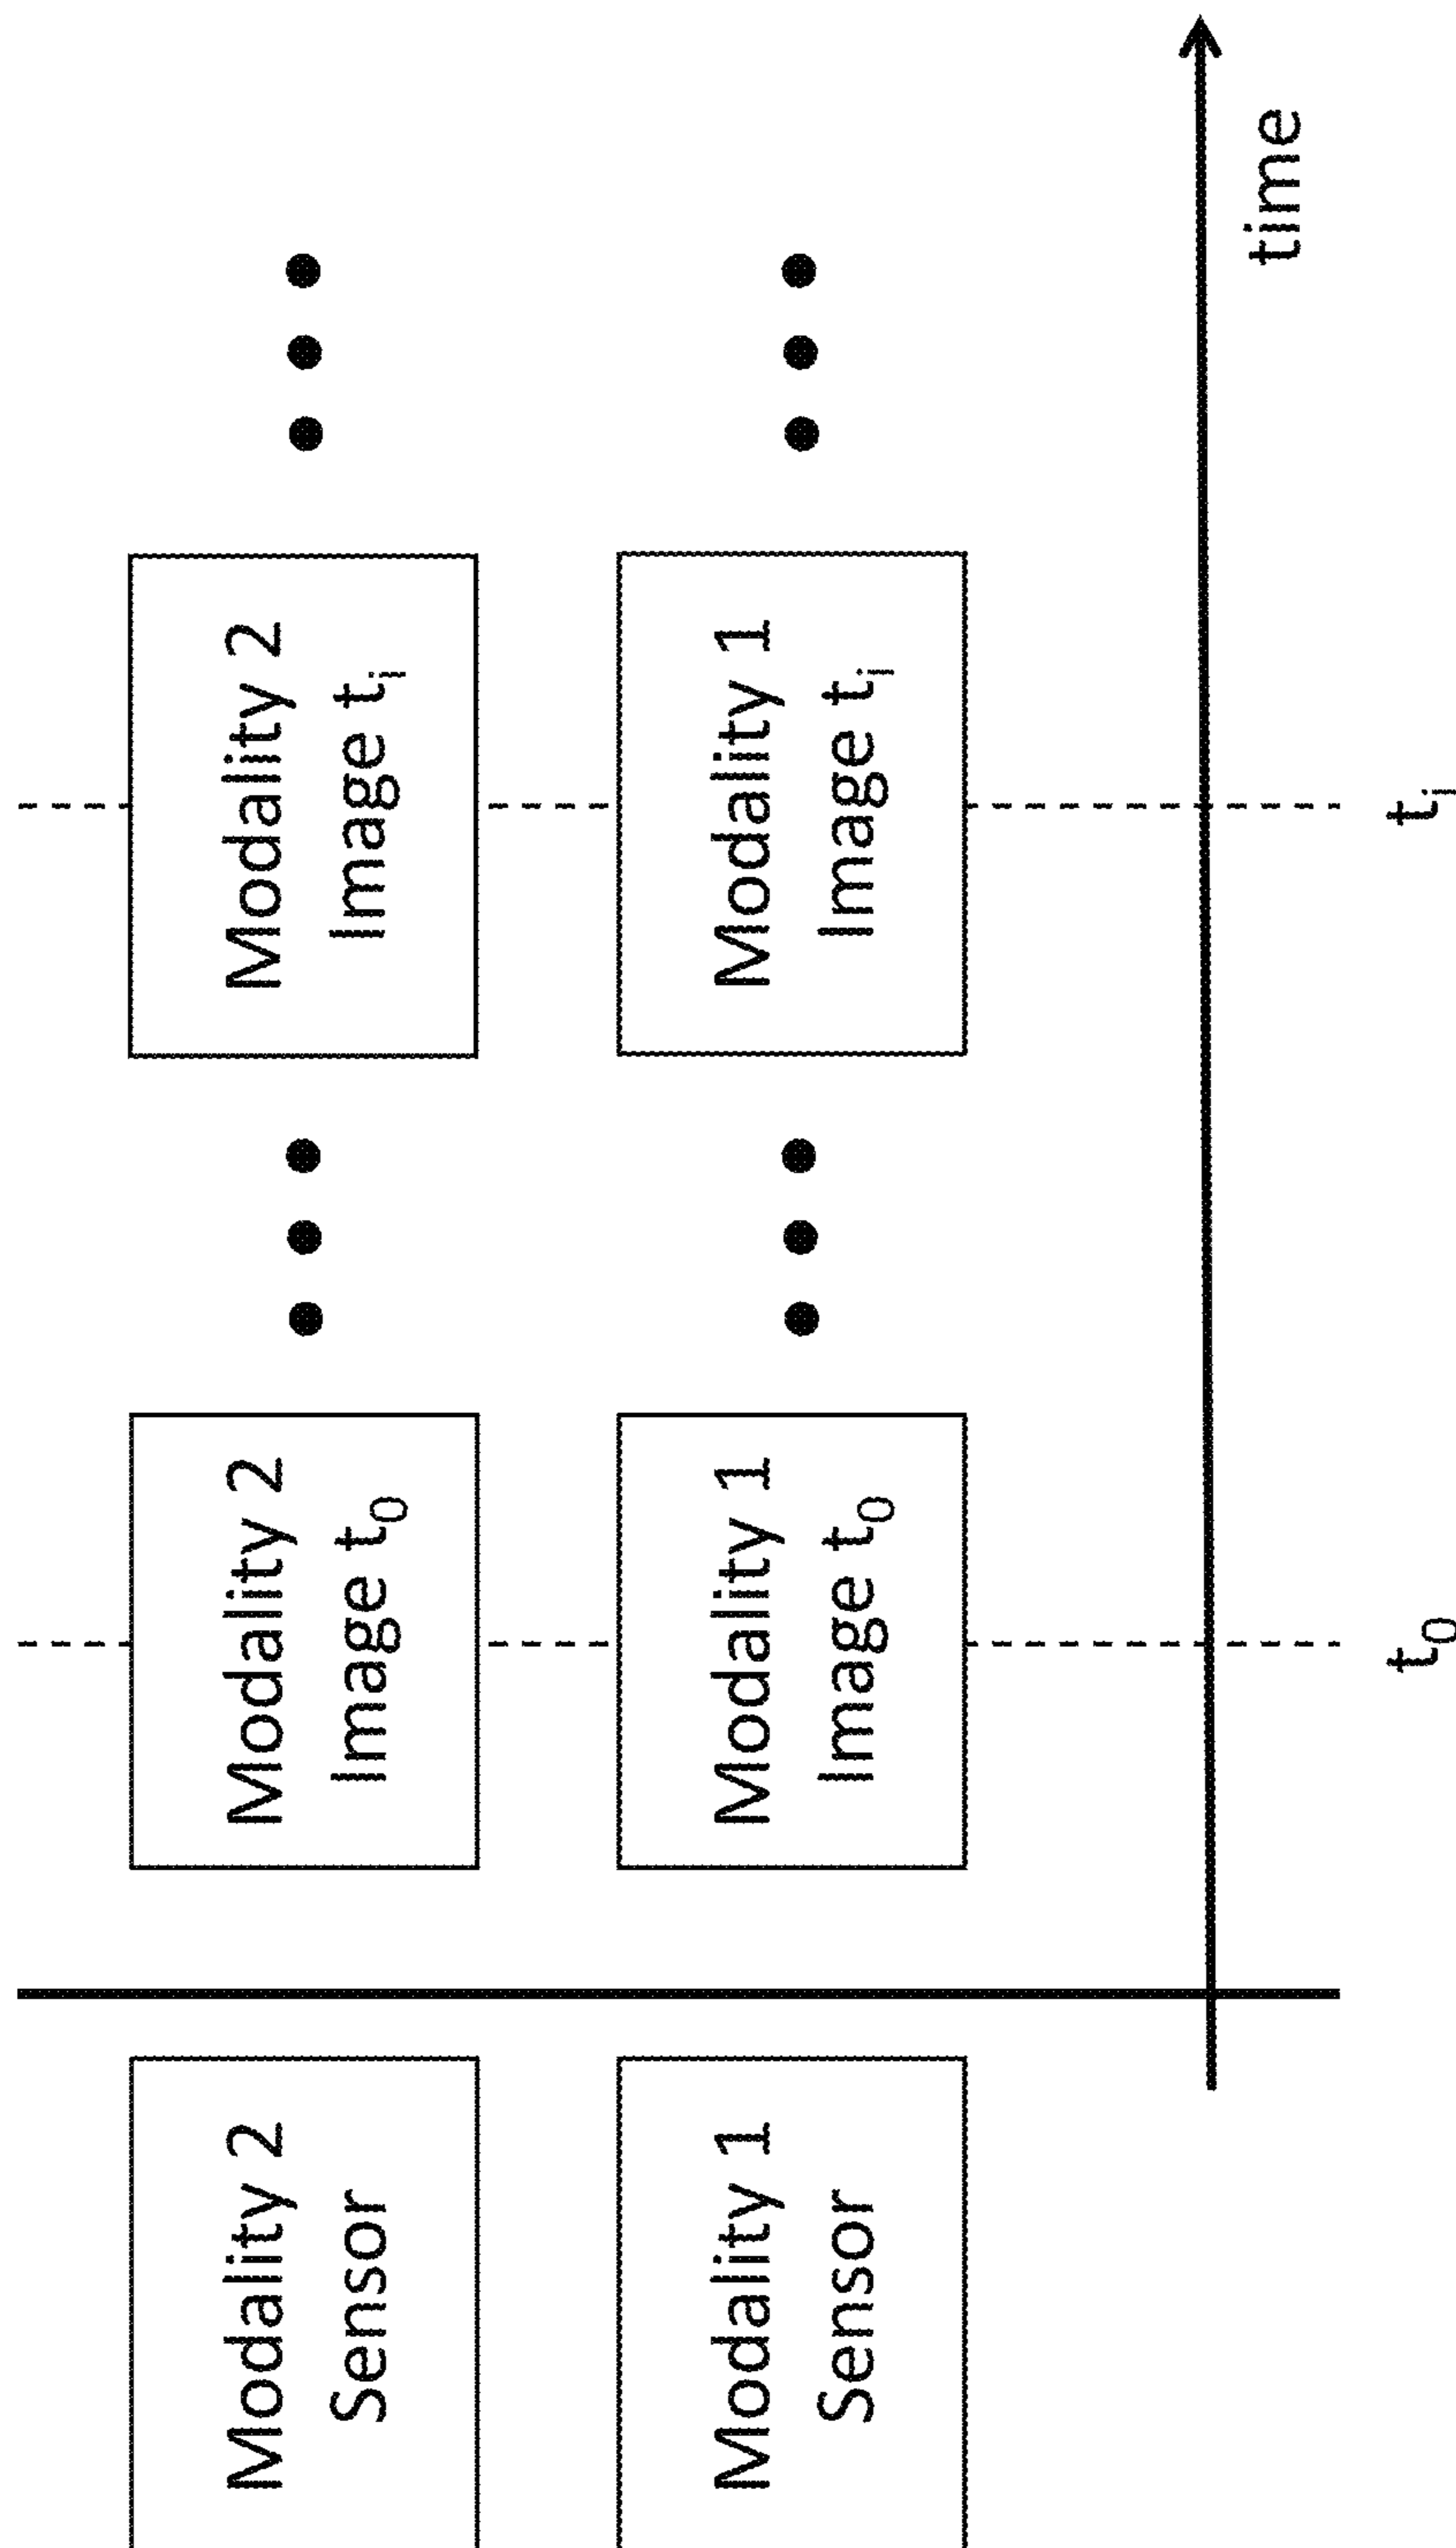 Modality 2
Sensor
Modality 2
Image t₀
Modality 2
Image tᵢ
Modality 1
Sensor
Modality 1
Image t₀
Modality 1
Image tᵢ
time
t₀
tᵢ